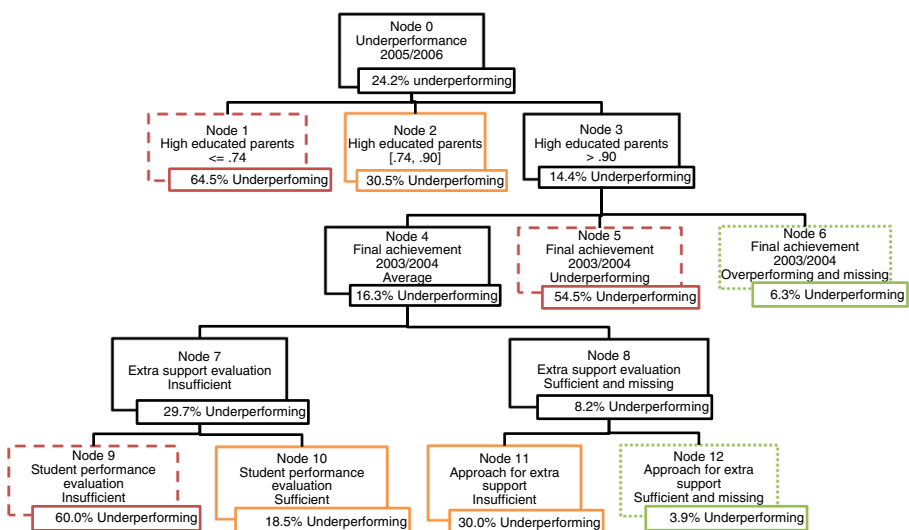 Node 0
Underperformance
2005/2006
24.2% underperforming
Node 1
High educated parents
<= .74
64.5% Underperforming
Node 2
High educated parents
[.74, .90]
30.5% Underperforming
Node 3
High educated parents
> .90
14.4% Underperforming
Node 4
Final achievement
2003/2004
Average
16.3% Underperforming
Node 5
Final achievement
2003/2004
Underperforming
54.5% Underperforming
Node 6
Final achievement
2003/2004
Overperforming and missing
6.3% Underperforming
Node 7
Extra support evaluation
Insufficient
29.7% Underperforming
Node 8
Extra support evaluation
Sufficient and missing
8.2% Underperforming
Node 9
Student performance
evaluation
Insufficient
60.0% Underperforming
Node 10
Student performance
evaluation
Sufficient
18.5% Underperforming
Node 11
Approach for extra
support
Insufficient
30.0% Underperforming
Node 12
Approach for extra
support
Sufficient and missing
3.9% Underperforming